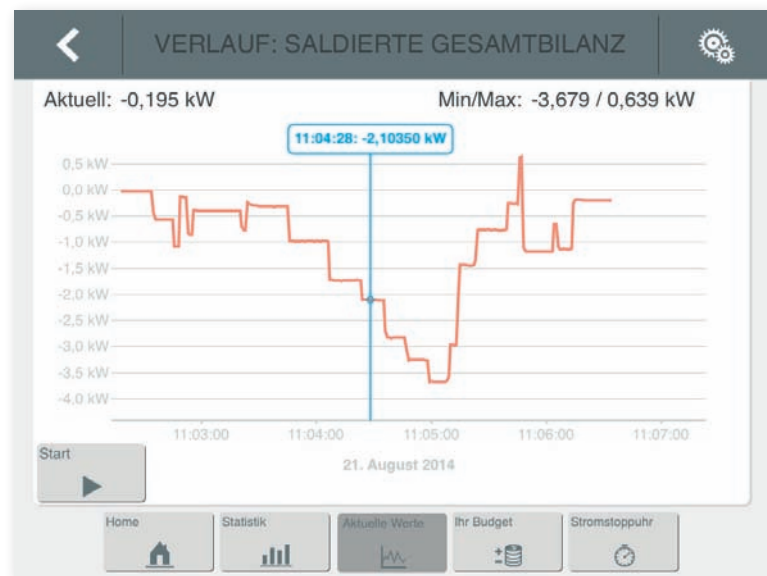 VERLAUF: SALDIERTE GESAMTBILANZ
Aktuell: -0,195 kW
Min/Max: -3,679 / 0,639 kW
11:04:28: -2,10350 kW
0,5 kW
0,0 kW
-0,5 kW
-1,0 kW
-1,5 kW
-2,0 kW
-2,5 kW
-3,0 kW
-3,5 kW
-4,0 kW
11:03:00 11:04:00 11:05:00 11:06:00 11:07:00
21. August 2014
Start
Home
Statistik
Aktuelle Werte
Ihr Budget
Stromstoppuhr